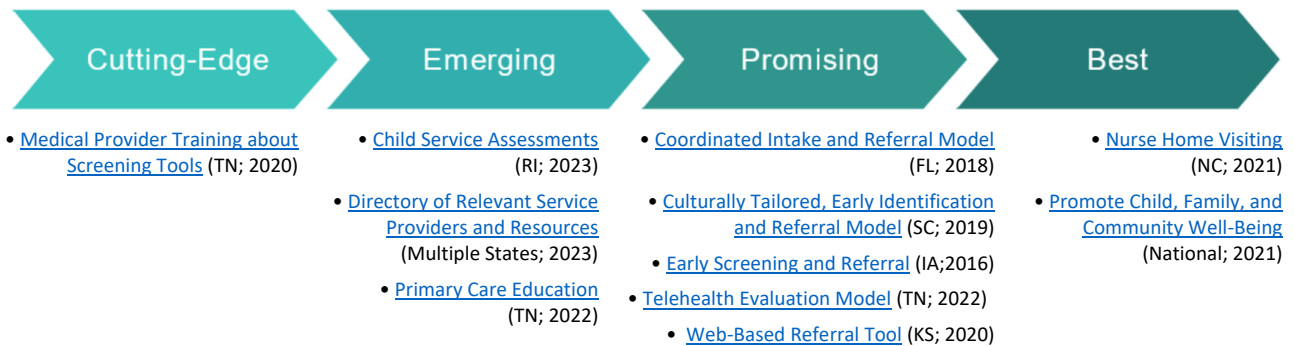 Cutting-Edge
Emerging
Promising
Best
• Medical Provider Training about
Screening Tools (TN; 2020)
• Child Service Assessments
(RI; 2023)
• Directory of Relevant Service
Providers and Resources
(Multiple States; 2023)
• Primary Care Education
(TN; 2022)
• Coordinated Intake and Referral Model
(FL; 2018)
• Culturally Tailored, Early Identification
and Referral Model (SC; 2019)
• Early Screening and Referral (IA;2016)
• Telehealth Evaluation Model (TN; 2022)
• Web-Based Referral Tool (KS; 2020)
• Nurse Home Visiting
(NC; 2021)
• Promote Child, Family, and
Community Well-Being
(National; 2021)